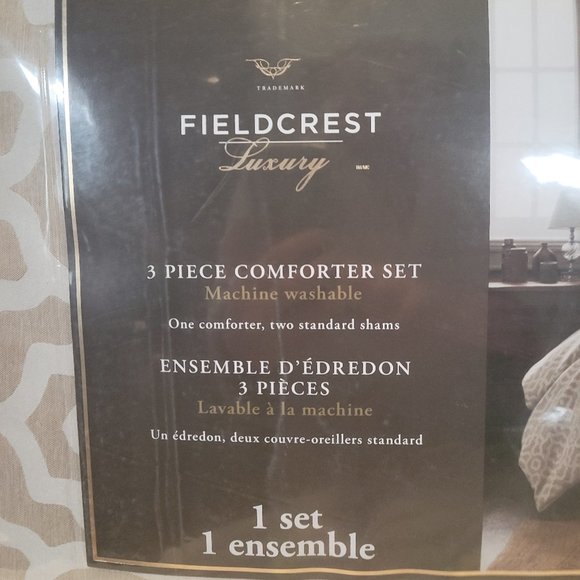 TRADEMARK
FIELDCREST
Luxury
3 PIECE COMFORTER SET
Machine washable
One comforter, two standard shams
ENSEMBLE D'ÉDREDON
3 PIÈCES
Lavable à la machine
Un édredon, deux couvre-oreillers standard
1 set
1 ensemble